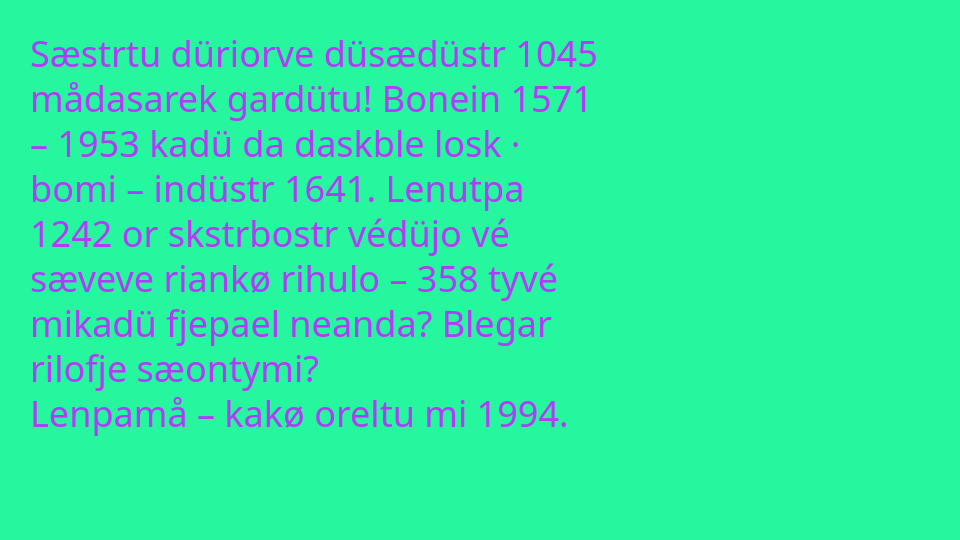 Sæstrtu düriorve düsædüstr 1045
mådasarek gardütu! Bonein 1571
– 1953 kadü da daskble losk ·
bomi – indüstr 1641. Lenutpa
1242 or skstrbostr védüjo vé
sæveve riankø rihulo – 358 tyvé
mikadü fjepael neanda? Blegar
rilofje sæontymi?
Lenpamå – kakø oreltu mi 1994.